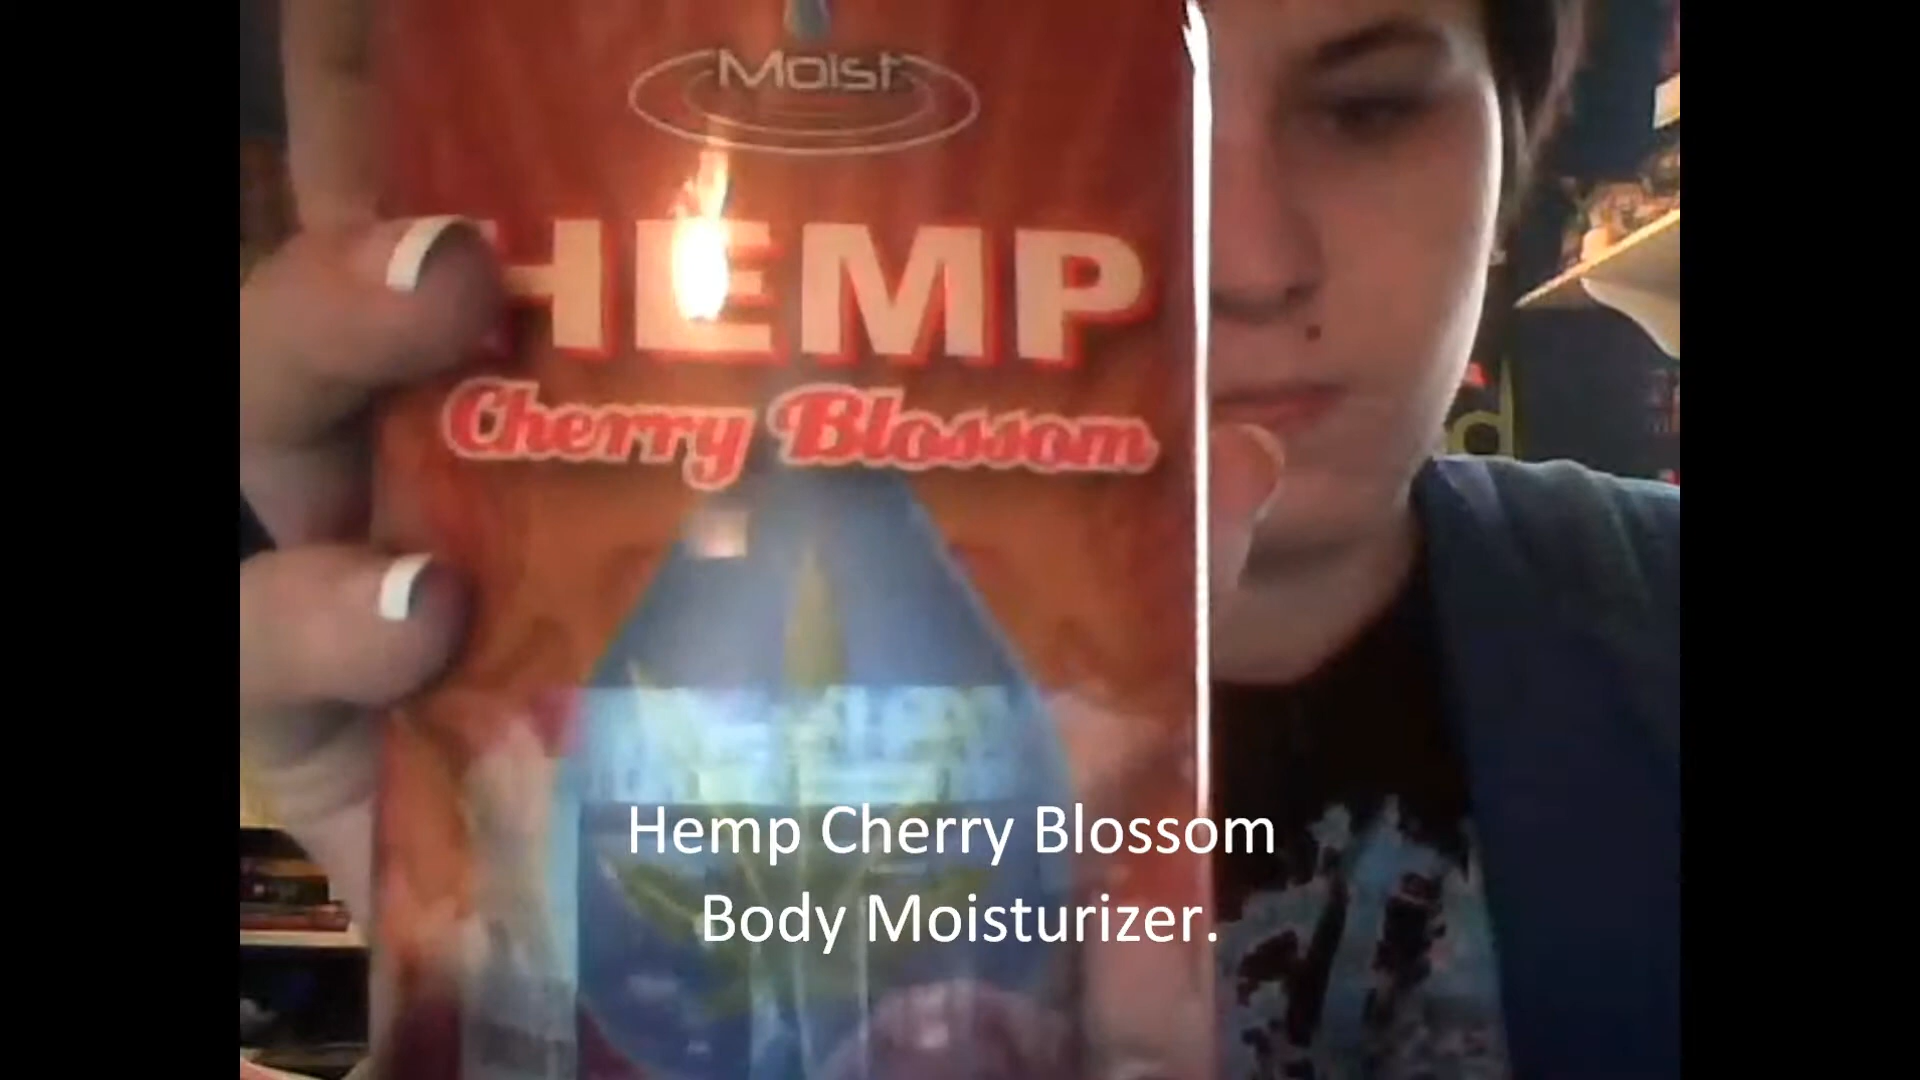 Moist
HEMP
Cherry Blossom
Hemp Cherry Blossom
Body Moisturizer.